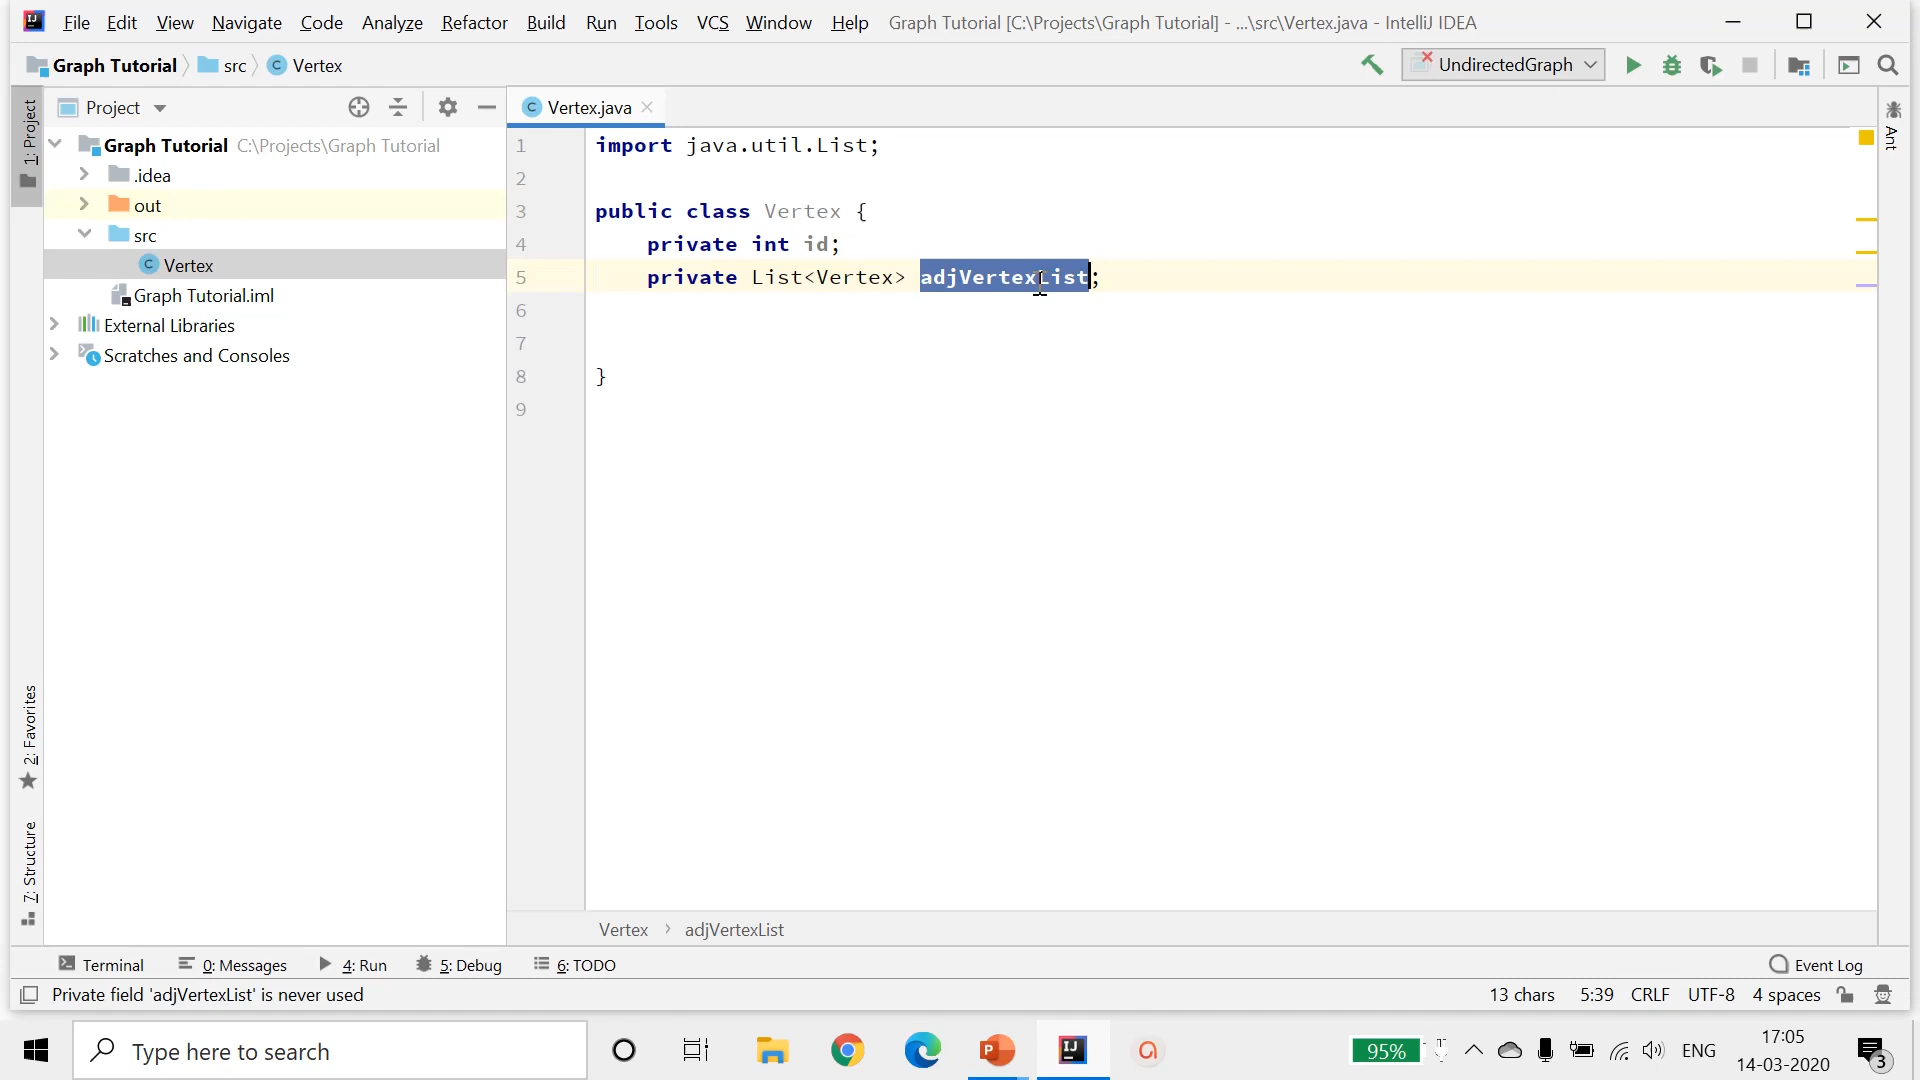 File Edit View Navigate Code Analyze Refactor Build Run Tools VCS Window Help Graph Tutorial [C:\Projects\Graph Tutorial] - ...\src\Vertex.java - IntelliJ IDEA
Graph Tutorial src C Vertex UndirectedGraph
1: Project
Project
C Vertex.java
Ant
Graph Tutorial C:\Projects\Graph Tutorial
.idea
out
src
C Vertex
Graph Tutorial.iml
External Libraries
Scratches and Consoles
1 import java.util.List;
2
3 public class Vertex {
4 private int id;
5 private List<Vertex> adjVertexList;
6
7
8 }
9
2: Favorites
7: Structure
Vertex › adjVertexList
Terminal 0: Messages 4: Run 5: Debug 6: TODO Event Log
Private field 'adjVertexList' is never used 13 chars 5:39 CRLF UTF-8 4 spaces
Type here to search 95% ENG 17:05
14-03-2020 3